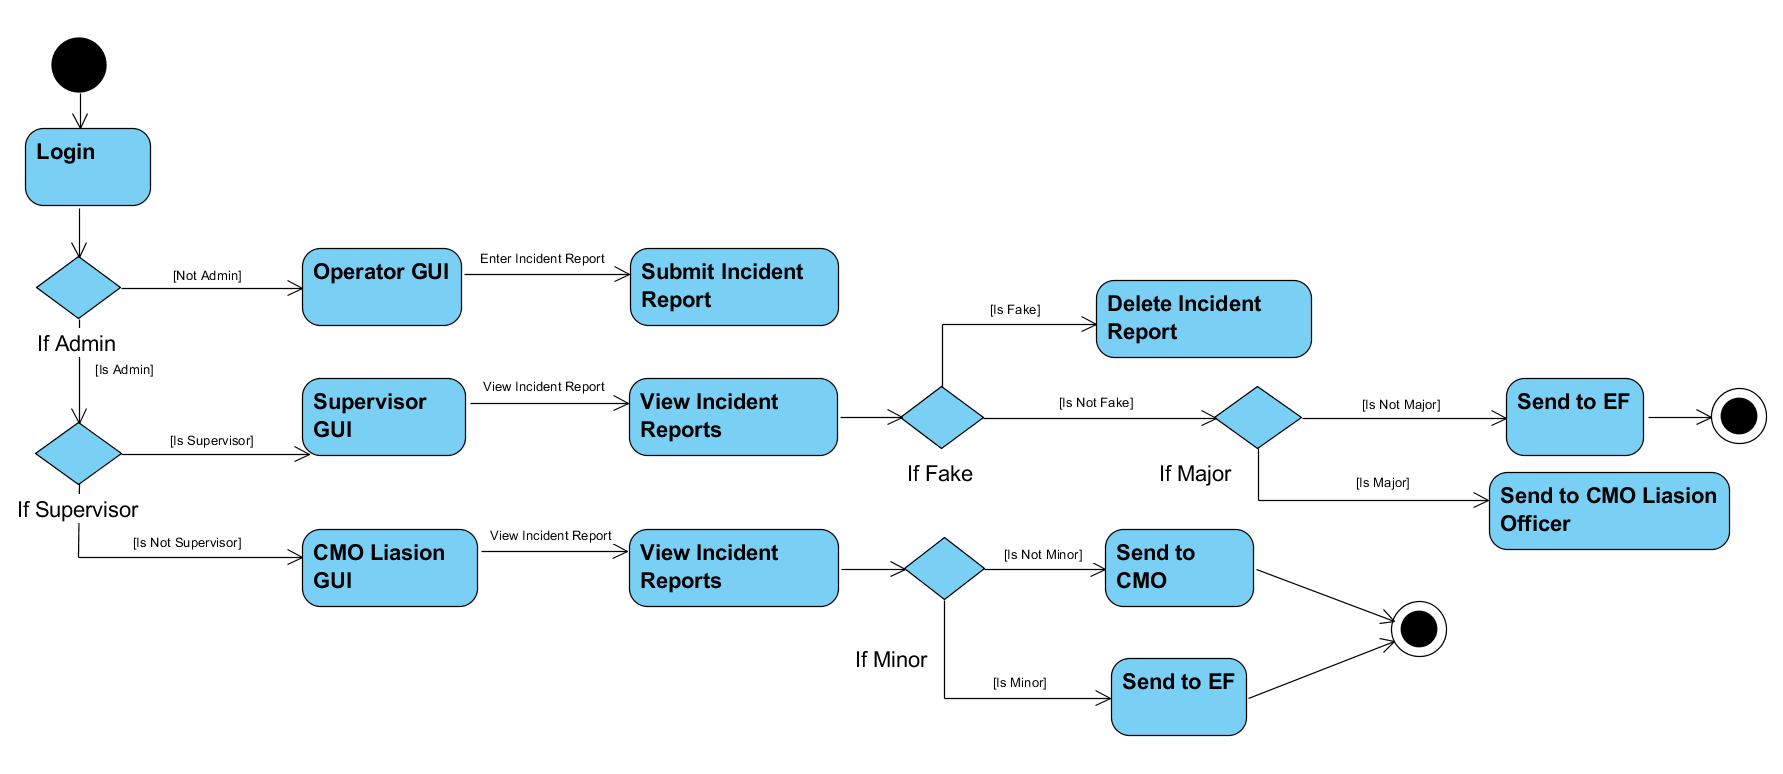 Login
[Not Admin]
Operator GUI
Enter Incident Report
Submit Incident
Report
If Admin
[Is Admin]
[Is Supervisor]
Supervisor
GUI
View Incident Report
View Incident
Reports
If Fake
[Is Fake]
Delete Incident
Report
[Is Not Fake]
If Major
[Is Not Major]
Send to EF
[Is Major]
Send to CMO Liasion
Officer
If Supervisor
[Is Not Supervisor]
CMO Liasion
GUI
View Incident Report
View Incident
Reports
[Is Not Minor]
Send to
CMO
If Minor
[Is Minor]
Send to EF